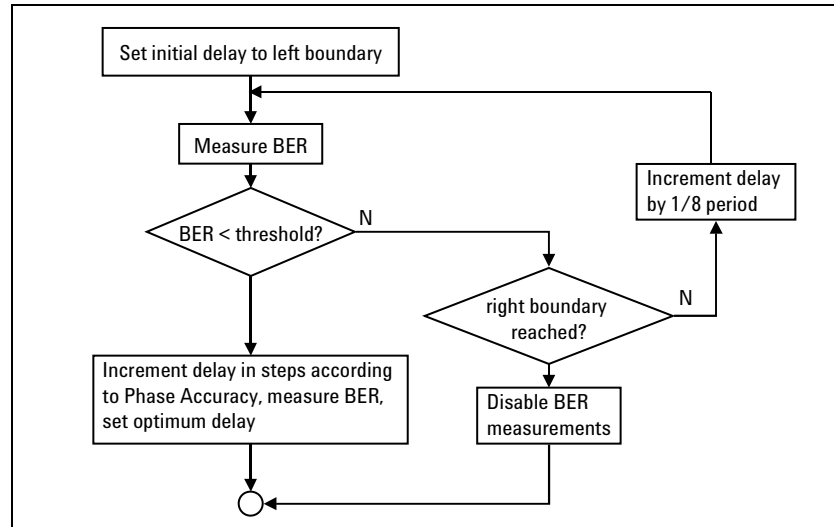 Set initial delay to left boundary
Measure BER
BER < threshold?
N
Increment delay
by 1/8 period
right boundary
reached?
N
Increment delay in steps according
to Phase Accuracy, measure BER,
set optimum delay
Disable BER
measurements